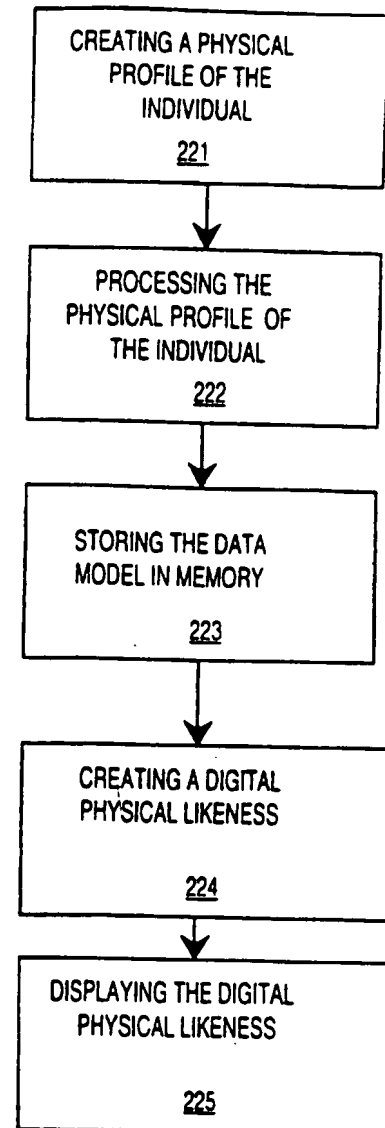 CREATING A PHYSICAL
PROFILE OF THE
INDIVIDUAL
221
PROCESSING THE
PHYSICAL PROFILE OF
THE INDIVIDUAL
222
STORING THE DATA
MODEL IN MEMORY
223
CREATING A DIGITAL
PHYSICAL LIKENESS
224
DISPLAYING THE DIGITAL
PHYSICAL LIKENESS
225